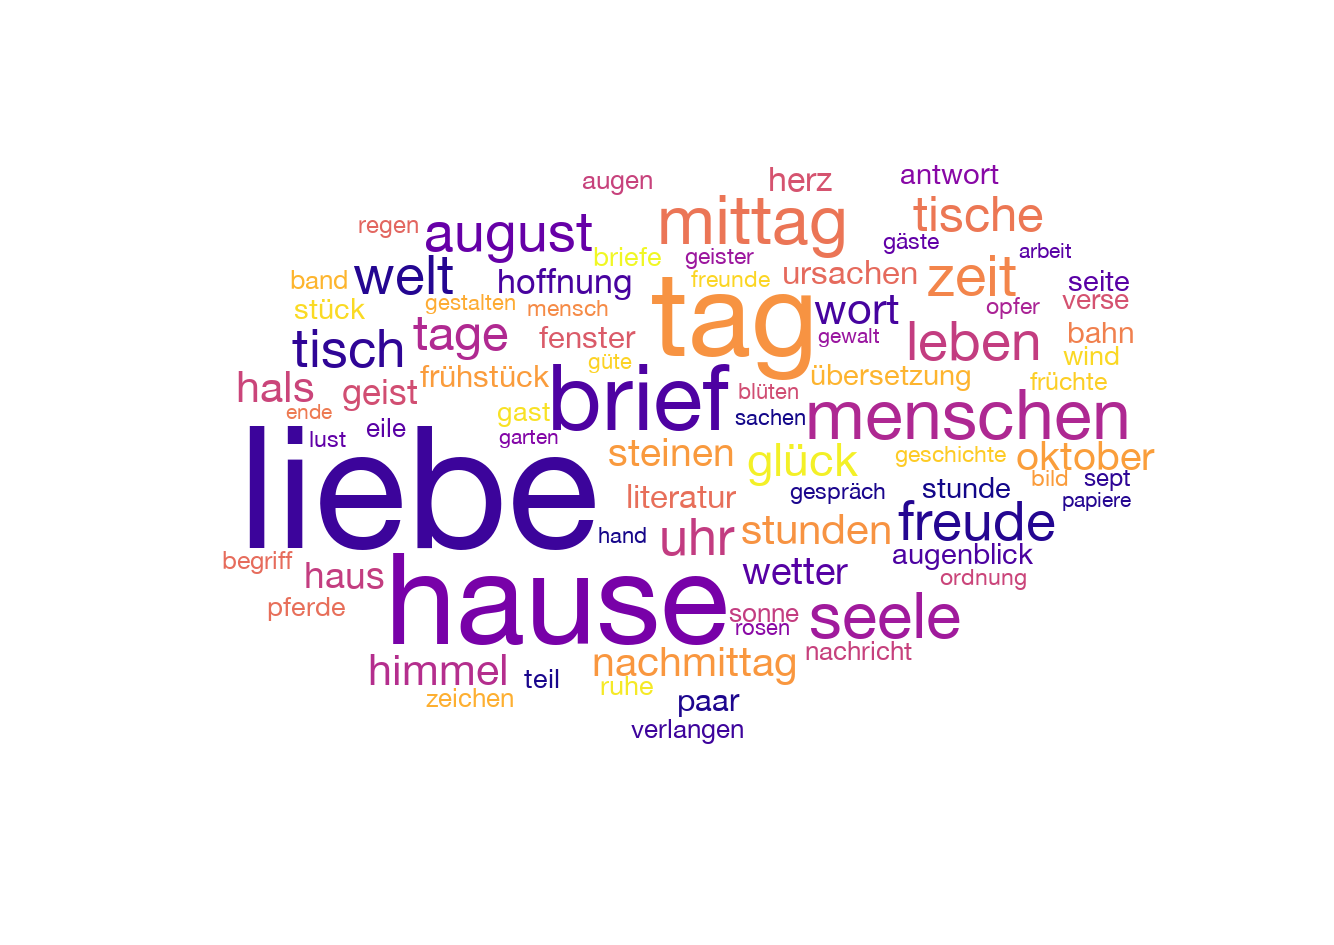 augen
herz
antwort
regen
august
mittag
tische
briefe
geister
gäste
arbeit
band
welt
hoffnung
freunde
ursachen
zeit
seite
stück
gestalten
mensch
tag
wort
opfer
verse
tisch
tage
fenster
gewalt
leben
bahn
hals
geist
frühstück
güte
brief
blüten
übersetzung
wind
früchte
ende
lust
eile
gast
garten
sachen
menschen
liebe
steinen
glück
geschichte
oktober
literatur
gespräch
stunde
bild
sept
papiere
hand
uhr
stunden
freude
begriff
haus
hause
wetter
augenblick
ordnung
pferde
sonne
rosen
seele
himmel
teil
nachmittag
nachricht
zeichen
ruhe
paar
verlangen